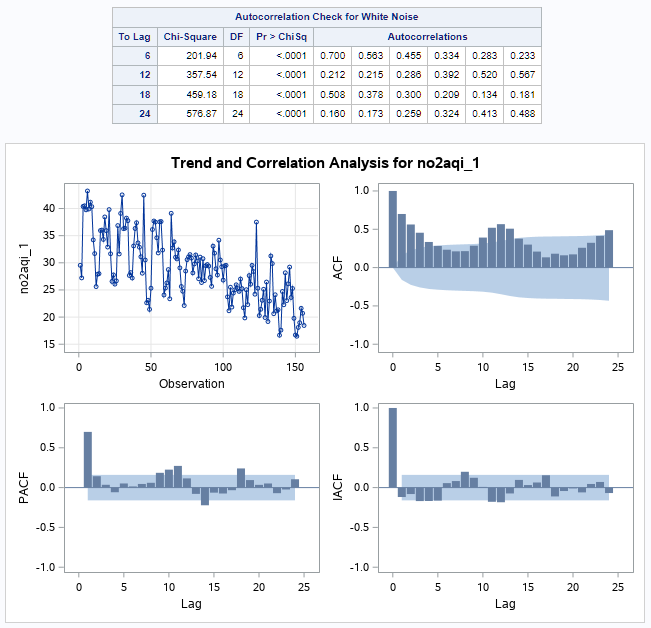 Autocorrelation Check for White Noise
To Lag Chi-Square DF Pr > ChiSq Autocorrelations
6 201.94 6 <.0001 0.700 0.563 0.455 0.334 0.283 0.233
12 357.54 12 <.0001 0.212 0.215 0.286 0.392 0.520 0.567
18 459.18 18 <.0001 0.508 0.378 0.300 0.209 0.134 0.181
24 576.87 24 <.0001 0.160 0.173 0.259 0.324 0.413 0.488
Trend and Correlation Analysis for no2aqi_1
no2aqi_1
40
35
30
25
20
15
0 50 100 150
Observation
ACF
1.0
0.5
0.0
-0.5
-1.0
0 5 10 15 20 25
Lag
PACF
1.0
0.5
0.0
-0.5
-1.0
0 5 10 15 20 25
Lag
IACF
1.0
0.5
0.0
-0.5
-1.0
0 5 10 15 20 25
Lag